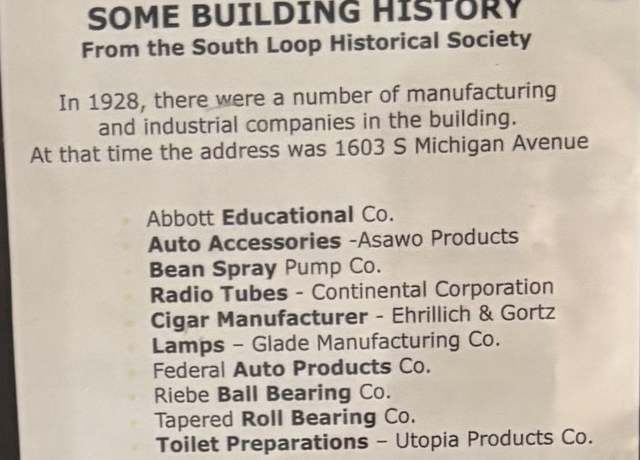 SOME BUILDING HISTORY
From the South Loop Historical Society
In 1928, there were a number of manufacturing
and industrial companies in the building.
At that time the address was 1603 S Michigan Avenue
Abbott Educational Co.
Auto Accessories -Asawo Products
Bean Spray Pump Co.
Radio Tubes - Continental Corporation
Cigar Manufacturer - Ehrillich & Gortz
Lamps – Glade Manufacturing Co.
Federal Auto Products Co.
Riebe Ball Bearing Co.
Tapered Roll Bearing Co.
Toilet Preparations – Utopia Products Co.